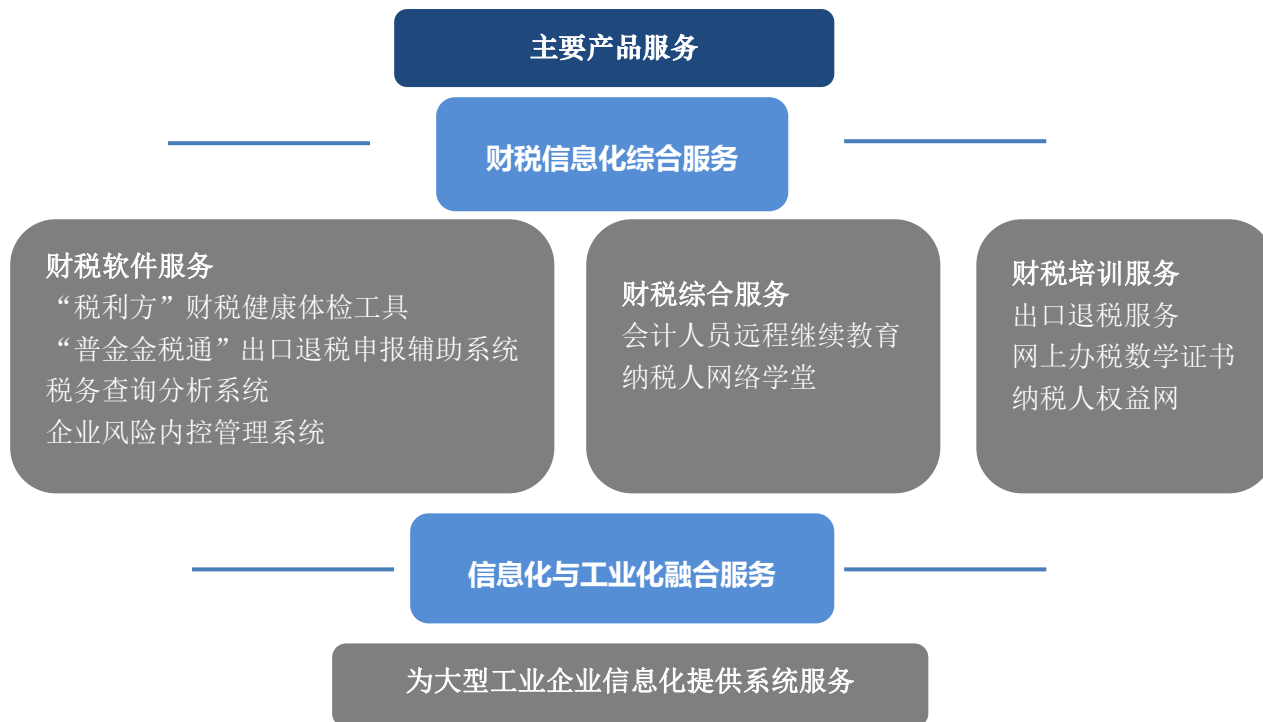 主要产品服务
财税信息化综合服务
财税软件服务
“税利方”财税健康体检工具
“普金金税通”出口退税申报辅助系统
税务查询分析系统
企业风险内控管理系统
财税综合服务
会计人员远程继续教育
纳税人网络学堂
财税培训服务
出口退税服务
网上办税数学证书
纳税人权益网
信息化与工业化融合服务
为大型工业企业信息化提供系统服务